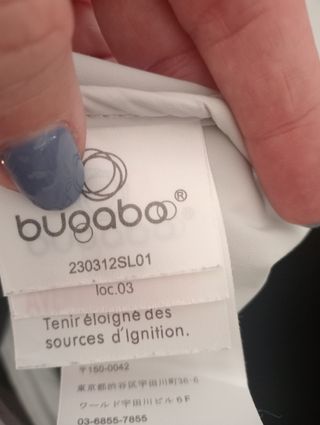 bugaboo®
230312SL01
loc.03
Tenir éloigné des
sources d'Ignition.
〒150-0042
東京都渋谷区宇田川町36-6
ワールド宇田川ビル6F
03-6855-7855